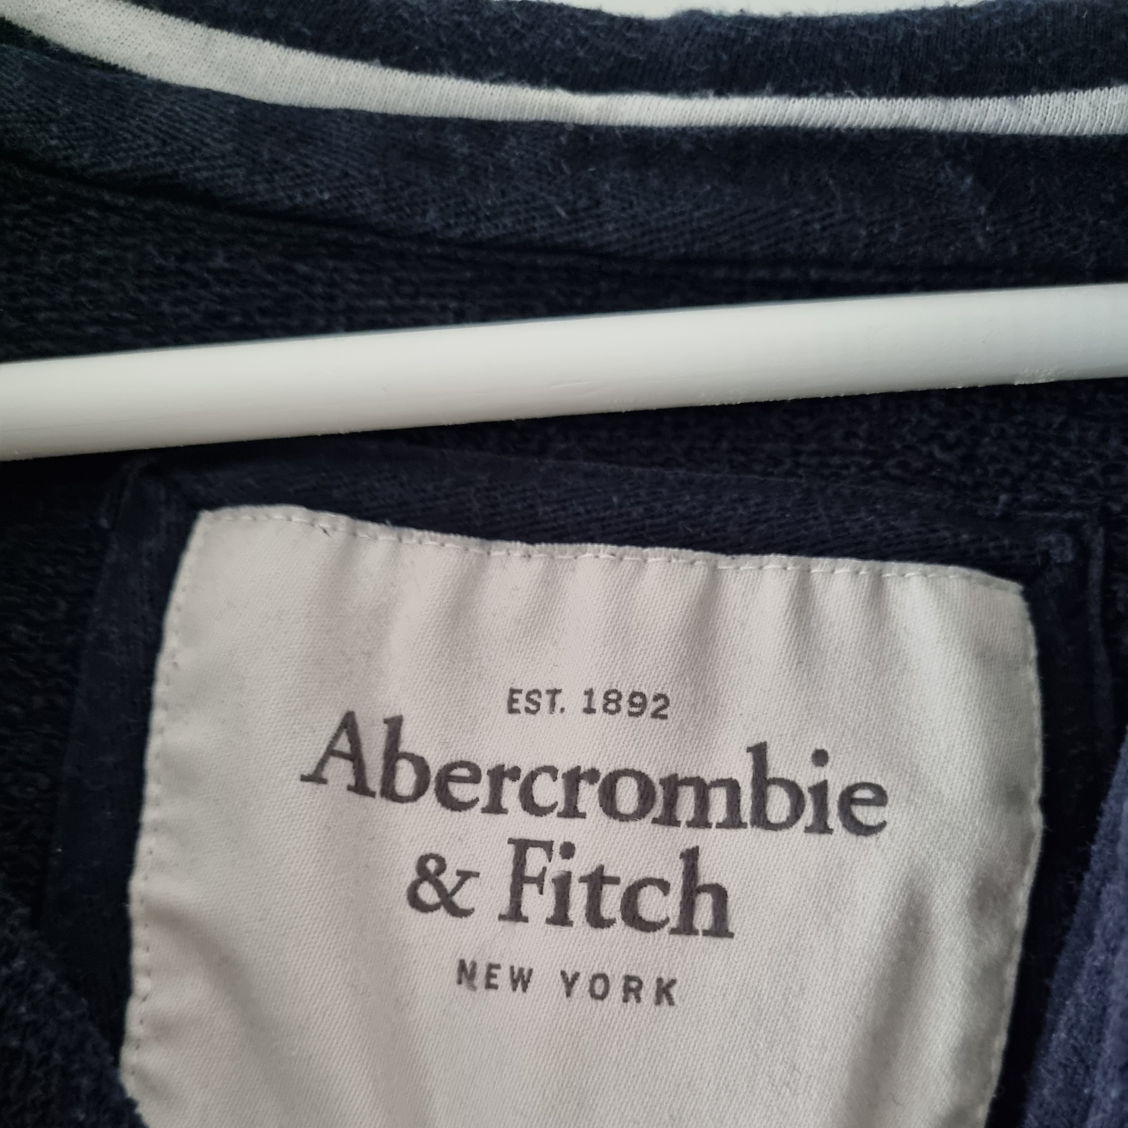 EST. 1892
Abercrombie
& Fitch
NEW YORK